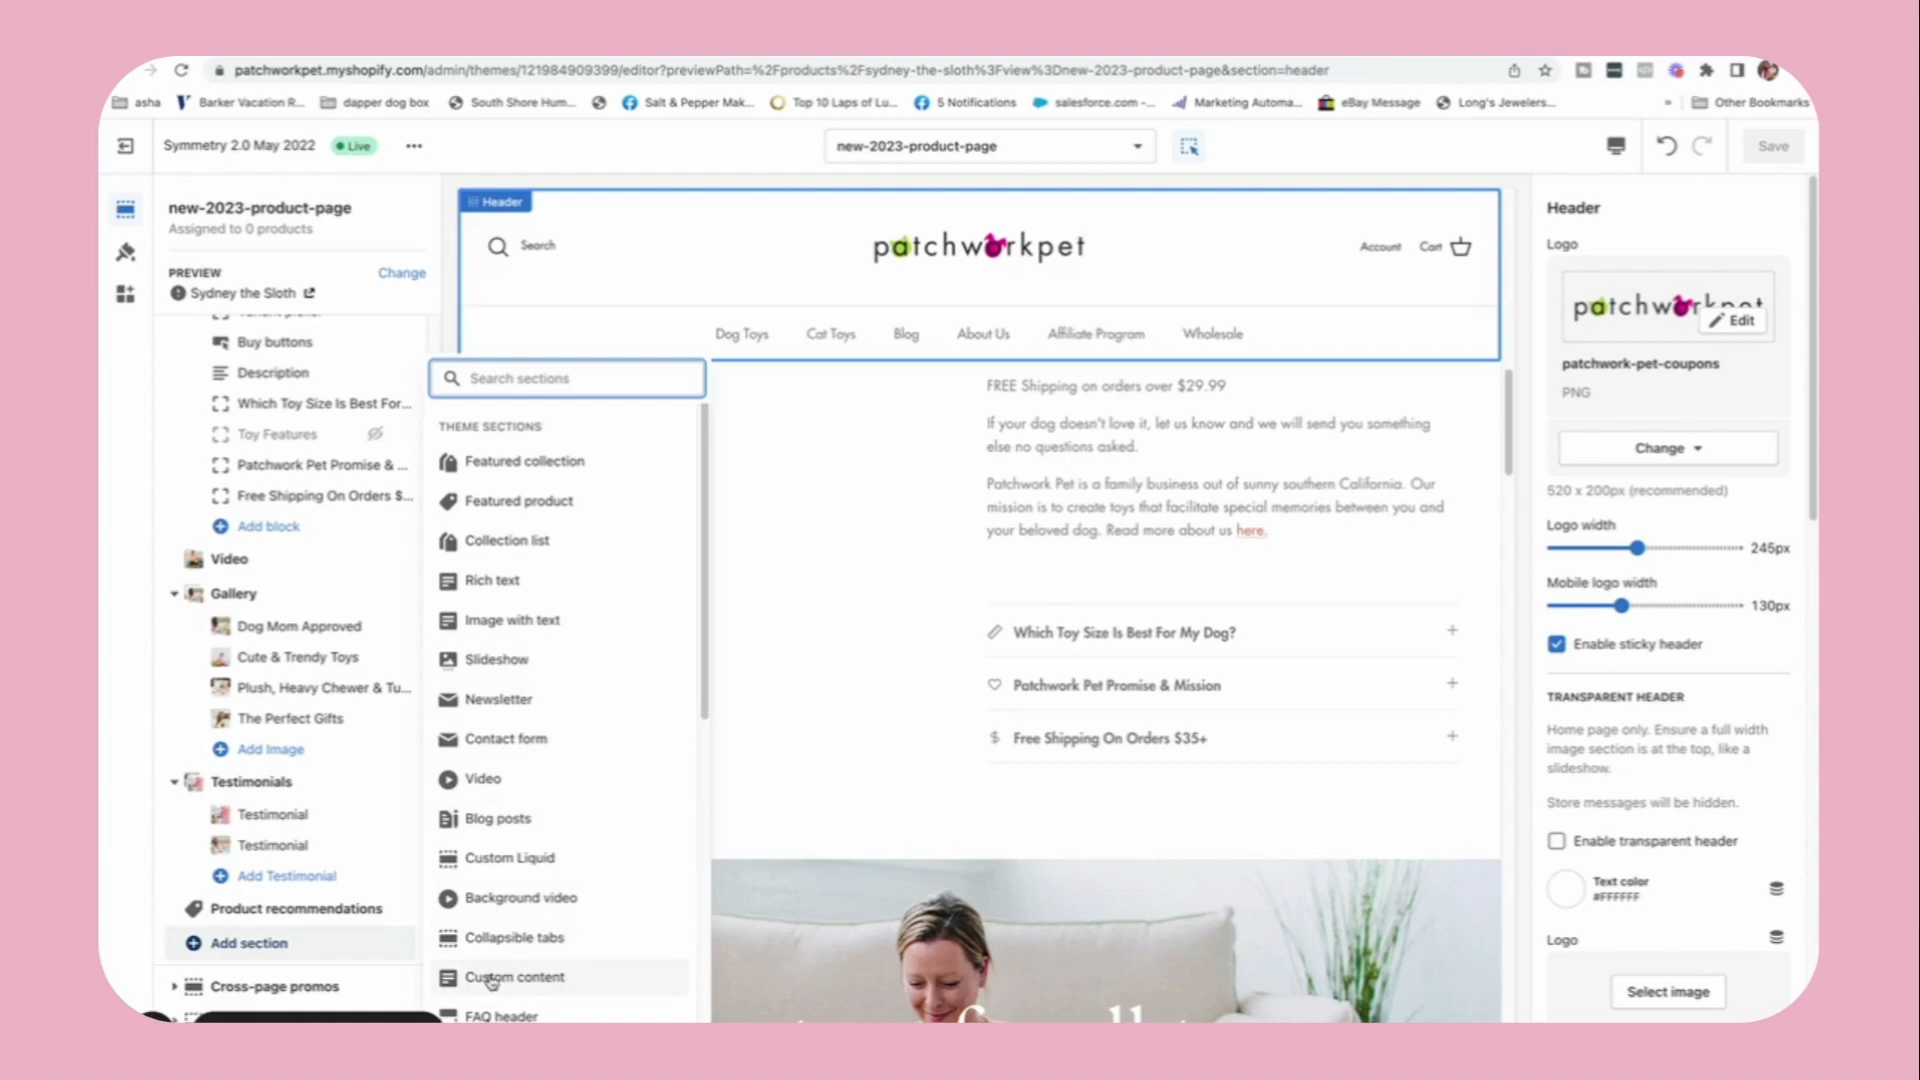 patchworkpet.myshopify.com/admin/themes/121984909399/editor?previewPath=%2Fproducts%2Fsydney-the-sloth%3Fview%3Dnew-2023-product-page&section=header
asha
Barker Vacation R...
dapper dog box
South Shore Hum...
Salt & Pepper Mak...
Top 10 Laps of Lu...
5 Notifications
salesforce.com -...
Marketing Automa...
eBay Message
Long's Jewelers...
»
Other Bookmarks
Symmetry 2.0 May 2022
Live
new-2023-product-page
Save
new-2023-product-page
Assigned to 0 products
PREVIEW
Change
Sydney the Sloth
Buy buttons
Description
Which Toy Size Is Best For...
Toy Features
Patchwork Pet Promise & ...
Free Shipping On Orders $...
Add block
Video
Gallery
Dog Mom Approved
Cute & Trendy Toys
Plush, Heavy Chewer & Tu...
The Perfect Gifts
Add Image
Testimonials
Testimonial
Testimonial
Add Testimonial
Product recommendations
Add section
Cross-page promos
Search sections
THEME SECTIONS
Featured collection
Featured product
Collection list
Rich text
Image with text
Slideshow
Newsletter
Contact form
Video
Blog posts
Custom Liquid
Background video
Collapsible tabs
Custom content
FAQ header
Header
Search
patchworkpet
Account
Cart
Dog Toys
Cat Toys
Blog
About Us
Affiliate Program
Wholesale
FREE Shipping on orders over $29.99
If your dog doesn't love it, let us know and we will send you something
else no questions asked.
Patchwork Pet is a family business out of sunny southern California. Our
mission is to create toys that facilitate special memories between you and
your beloved dog. Read more about us here.
Which Toy Size Is Best For My Dog?
+
Patchwork Pet Promise & Mission
+
$ Free Shipping On Orders $35+
+
Header
Logo
patchworkpet
Edit
patchwork-pet-coupons
PNG
Change
520 x 200px (recommended)
Logo width
245px
Mobile logo width
130px
Enable sticky header
TRANSPARENT HEADER
Home page only. Ensure a full width
image section is at the top, like a
slideshow.
Store messages will be hidden.
Enable transparent header
Text color
#FFFFFF
Logo
Select image